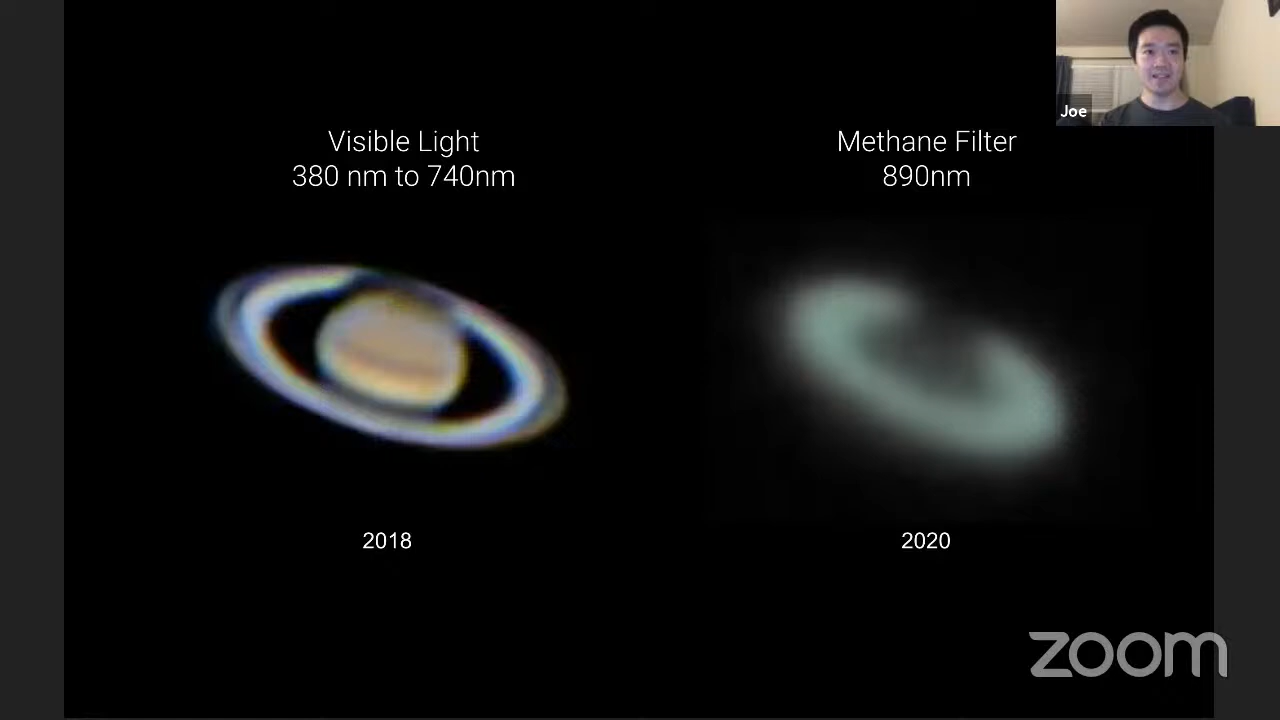 Visible Light
380 nm to 740nm
Methane Filter
890nm
Joe
2018
2020
zoom